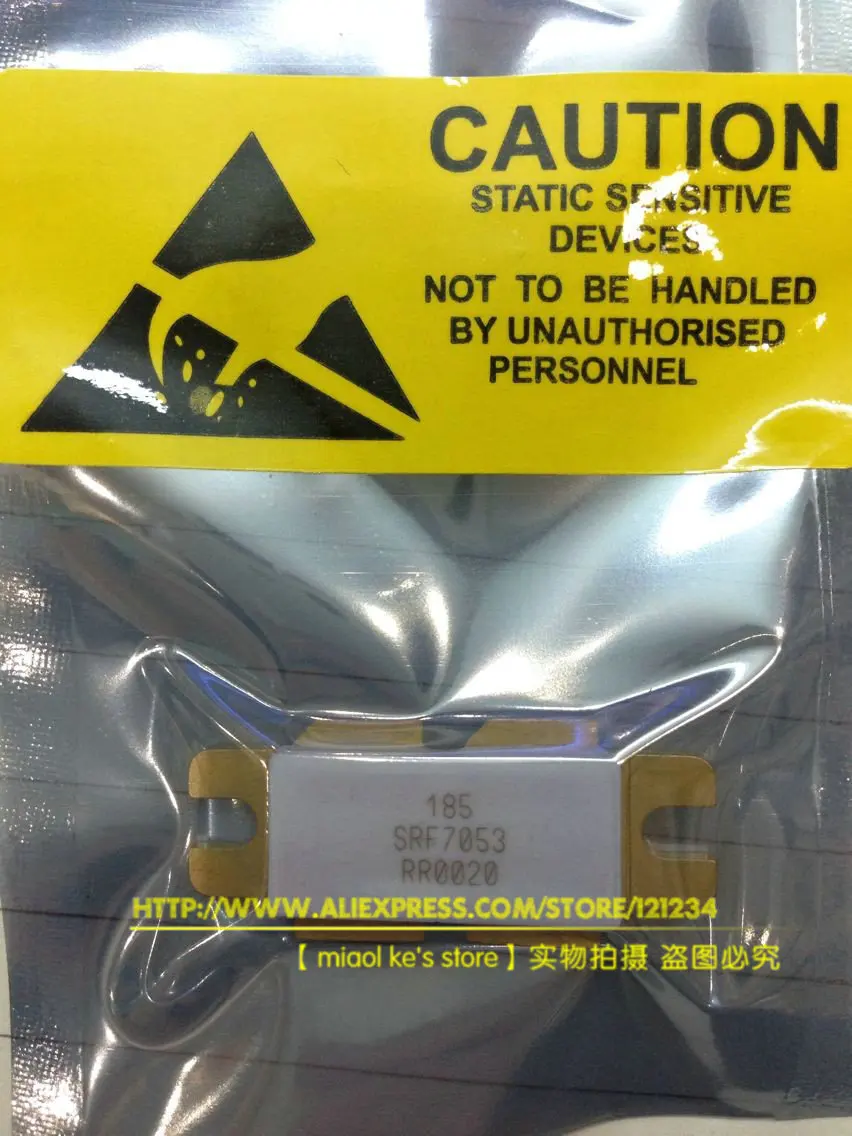 CAUTION
STATIC SENSITIVE
DEVICES
NOT TO BE HANDLED
BY UNAUTHORISED
PERSONNEL
185
SRF7053
RR0020
HTTP://WWW.ALIEXPRESS.COM/STORE/121234
【 miaol ke's store 】实物拍摄 盗图必究